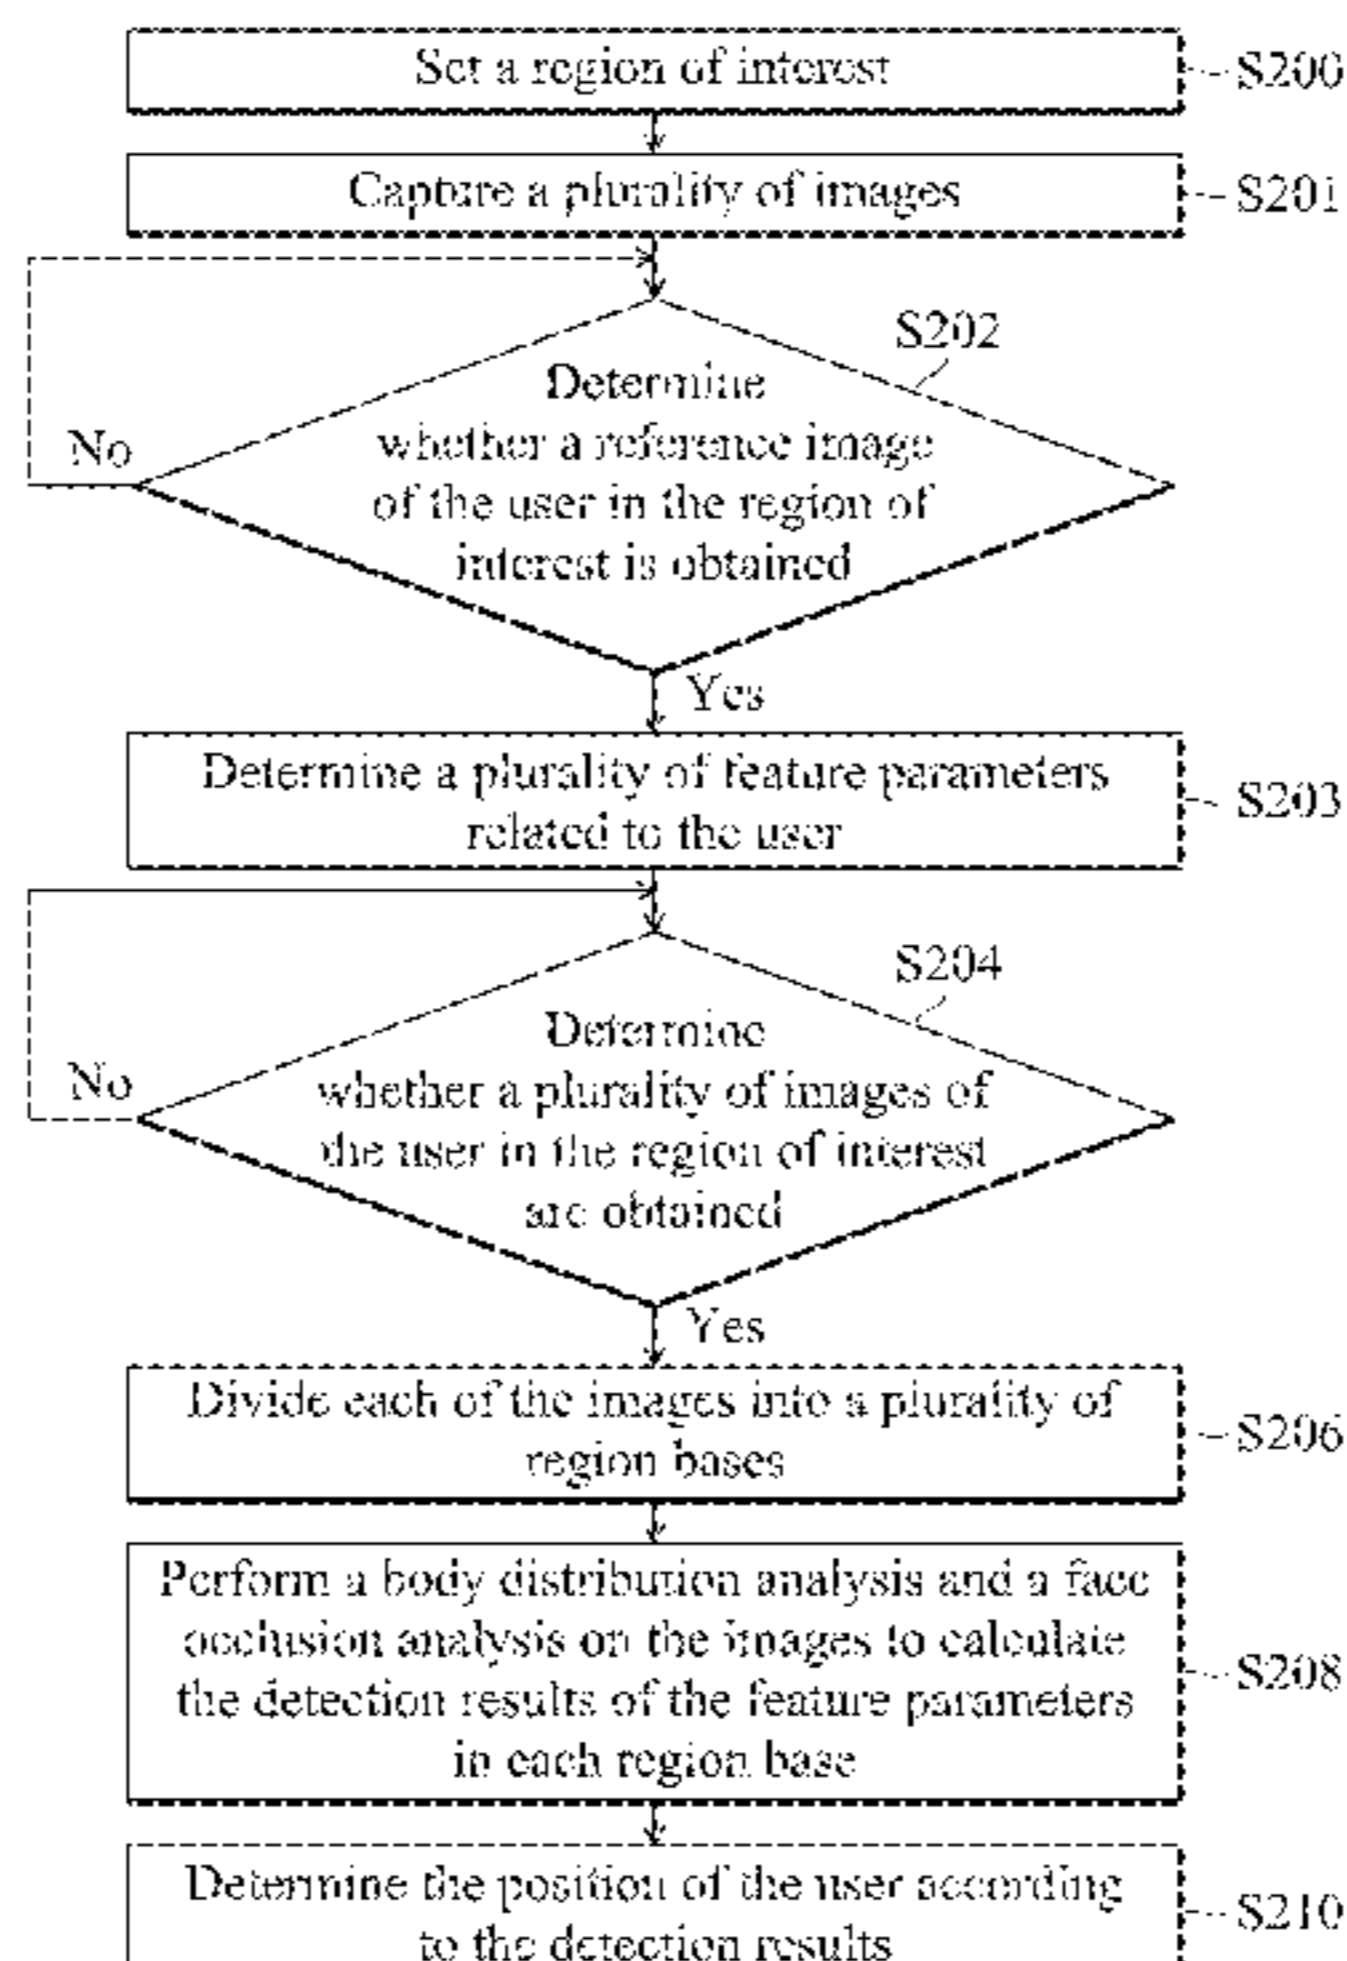 Set a region of interest
S200
Capture a plurality of images
S201
S202
Determine
whether a reference image
of the user in the region of
interest is obtained
No
Yes
Determine a plurality of feature parameters
related to the user
S203
S204
Determine
whether a plurality of images of
the user in the region of interest
are obtained
No
Yes
Divide each of the images into a plurality of
region bases
S206
Perform a body distribution analysis and a face
occlusion analysis on the images to calculate
the detection results of the feature parameters
in each region base
S208
Determine the position of the user according
to the detection results
S210